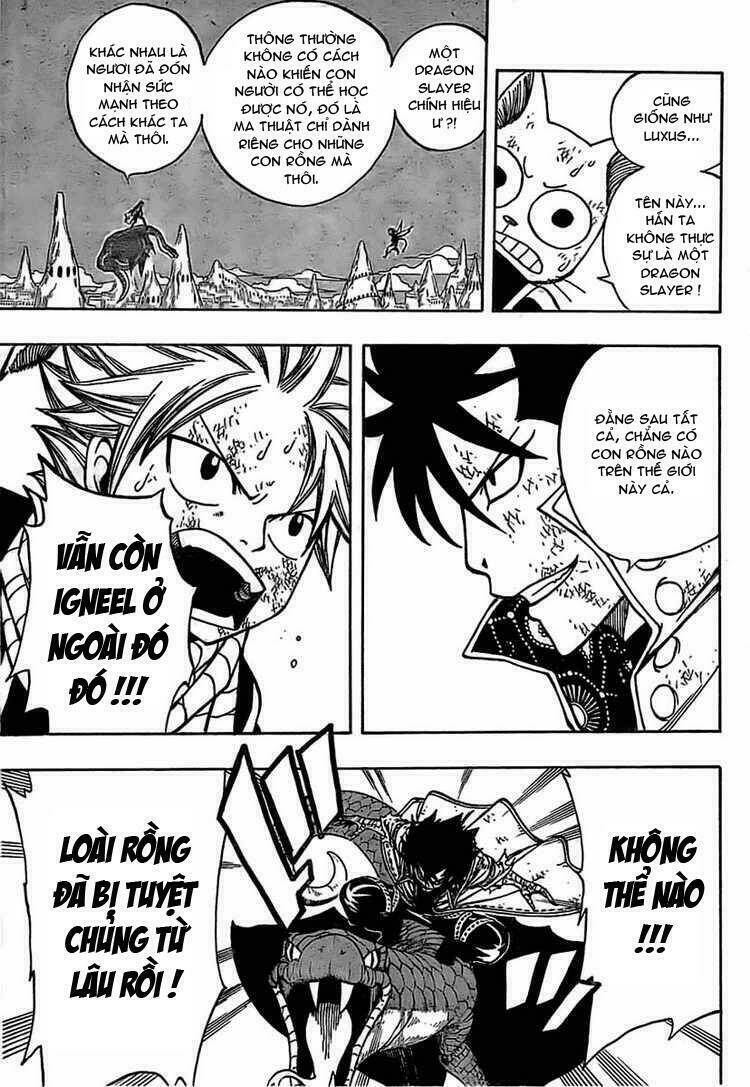 CŨNG
GIỐNG NHƯ
LUXUS...
TÊN NÀY...
HẮN TA
KHÔNG THỰC
SỰ LÀ MỘT
DRAGON
SLAYER !
MỘT
DRAGON
SLAYER
CHÍNH HIỆU
Ư ?!
THÔNG THƯỜNG
KHÔNG CÓ CÁCH
NÀO KHIẾN CON
NGƯỜI CÓ THỂ HỌC
ĐƯỢC NÓ, ĐÓ LÀ
MA THUẬT CHỈ DÀNH
RIÊNG CHO NHỮNG
CON RỒNG MÀ
THÔI.
KHÁC NHAU LÀ
NGƯƠI ĐÃ ĐÓN
NHẬN SỨC
MẠNH THEO
CÁCH KHÁC TA
MÀ THÔI.
ĐẰNG SAU TẤT
CẢ, CHẲNG CÓ
CON RỒNG NÀO
TRÊN THẾ GIỚI
NÀY CẢ.
VẪN CÒN
IGNEEL Ở
NGOÀI ĐÓ
ĐÓ !!!
KHÔNG
THỂ NÀO
!!!
LOÀI RỒNG
ĐÃ BỊ TUYỆT
CHỦNG TỪ
LÂU RỒI !